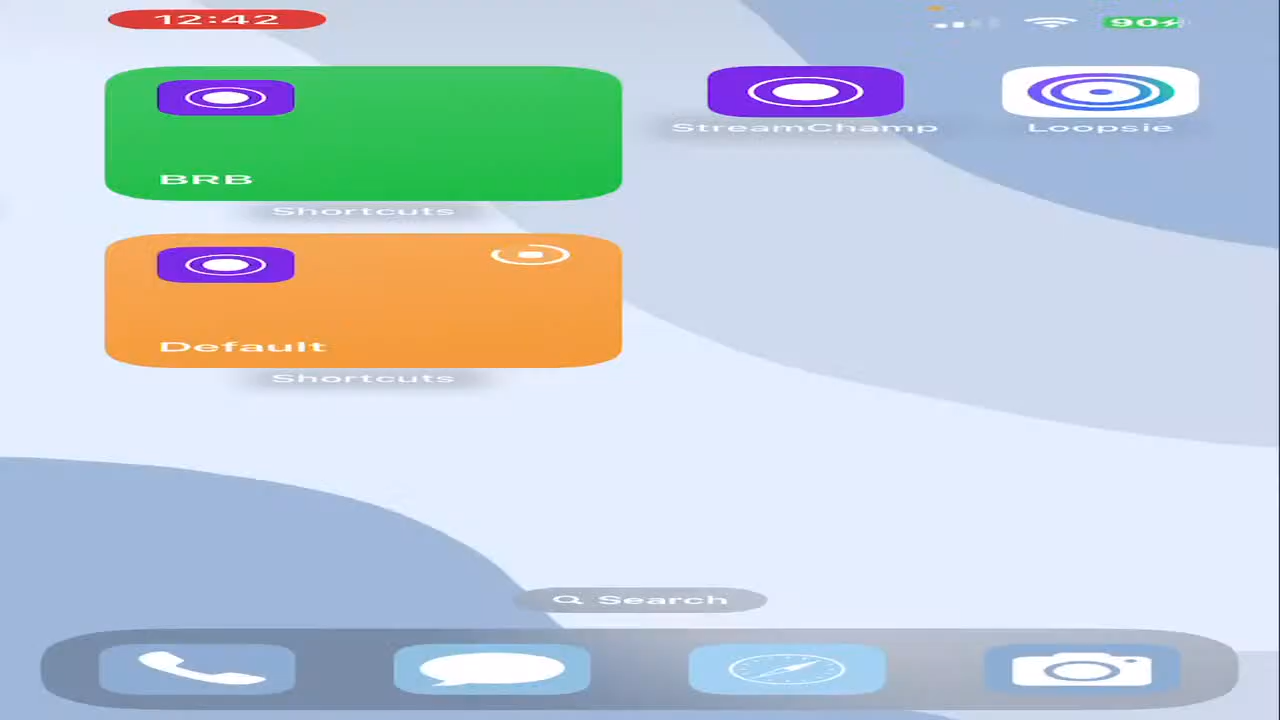 12:42
90
BRB
Shortcuts
StreamChamp
Loopsie
Default
Shortcuts
Search